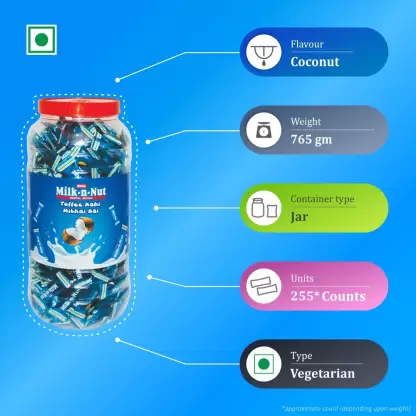 Flavour
Coconut
Weight
765 gm
Milk-n-Nut
Toffee Nahi
Mithai Hai
Container type
Jar
Units
255* Counts
Type
Vegetarian
*approximate count (depending upon weight)